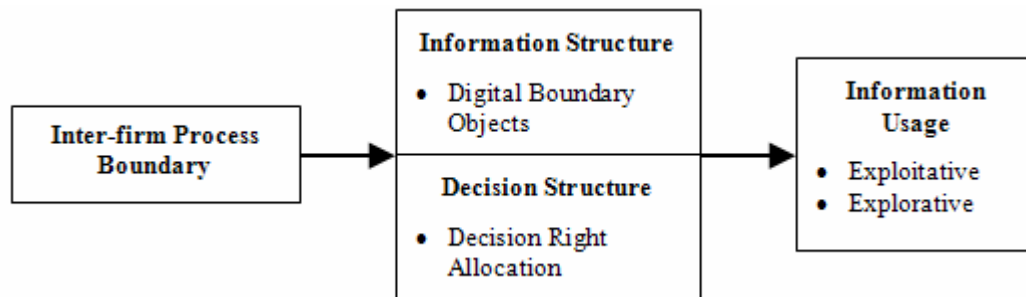 Inter-firm Process
Boundary
Information Structure
• Digital Boundary
Objects
Decision Structure
• Decision Right
Allocation
Information
Usage
• Exploitative
• Explorative